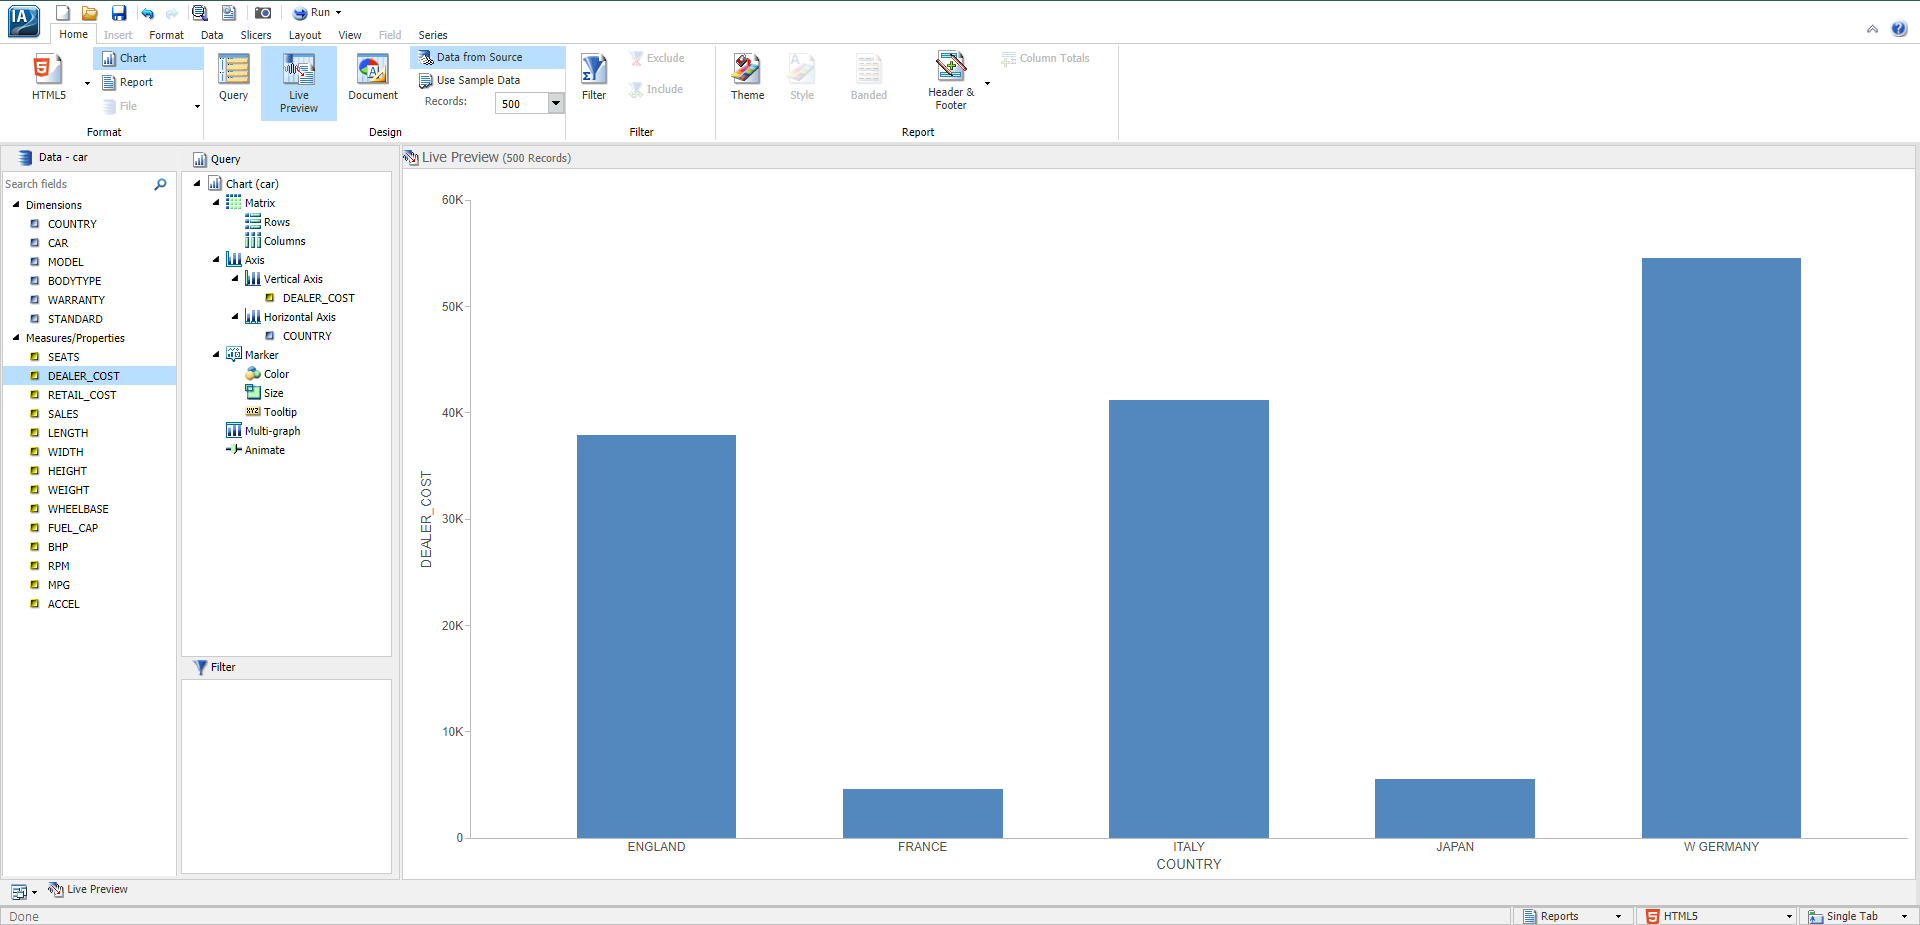 IA
Run
Home Insert Format Data Slicers Layout View Field Series
HTML5
Chart
Report
File
Format
Query
Live Preview
Document
Data from Source
Use Sample Data
Records: 500
Design
Filter
Exclude
Include
Filter
Theme
Style
Banded
Header & Footer
Column Totals
Report
Data - car
Search fields
Dimensions
COUNTRY
CAR
MODEL
BODYTYPE
WARRANTY
STANDARD
Measures/Properties
SEATS
DEALER_COST
RETAIL_COST
SALES
LENGTH
WIDTH
HEIGHT
WEIGHT
WHEELBASE
FUEL_CAP
BHP
RPM
MPG
ACCEL
Query
Chart (car)
Matrix
Rows
Columns
Axis
Vertical Axis
DEALER_COST
Horizontal Axis
COUNTRY
Marker
Color
Size
Tooltip
Multi-graph
Animate
Filter
Live Preview (500 Records)
60K
50K
40K
30K
20K
10K
0
DEALER_COST
ENGLAND FRANCE ITALY JAPAN W GERMANY
COUNTRY
Live Preview
Done
Reports
HTML5
Single Tab